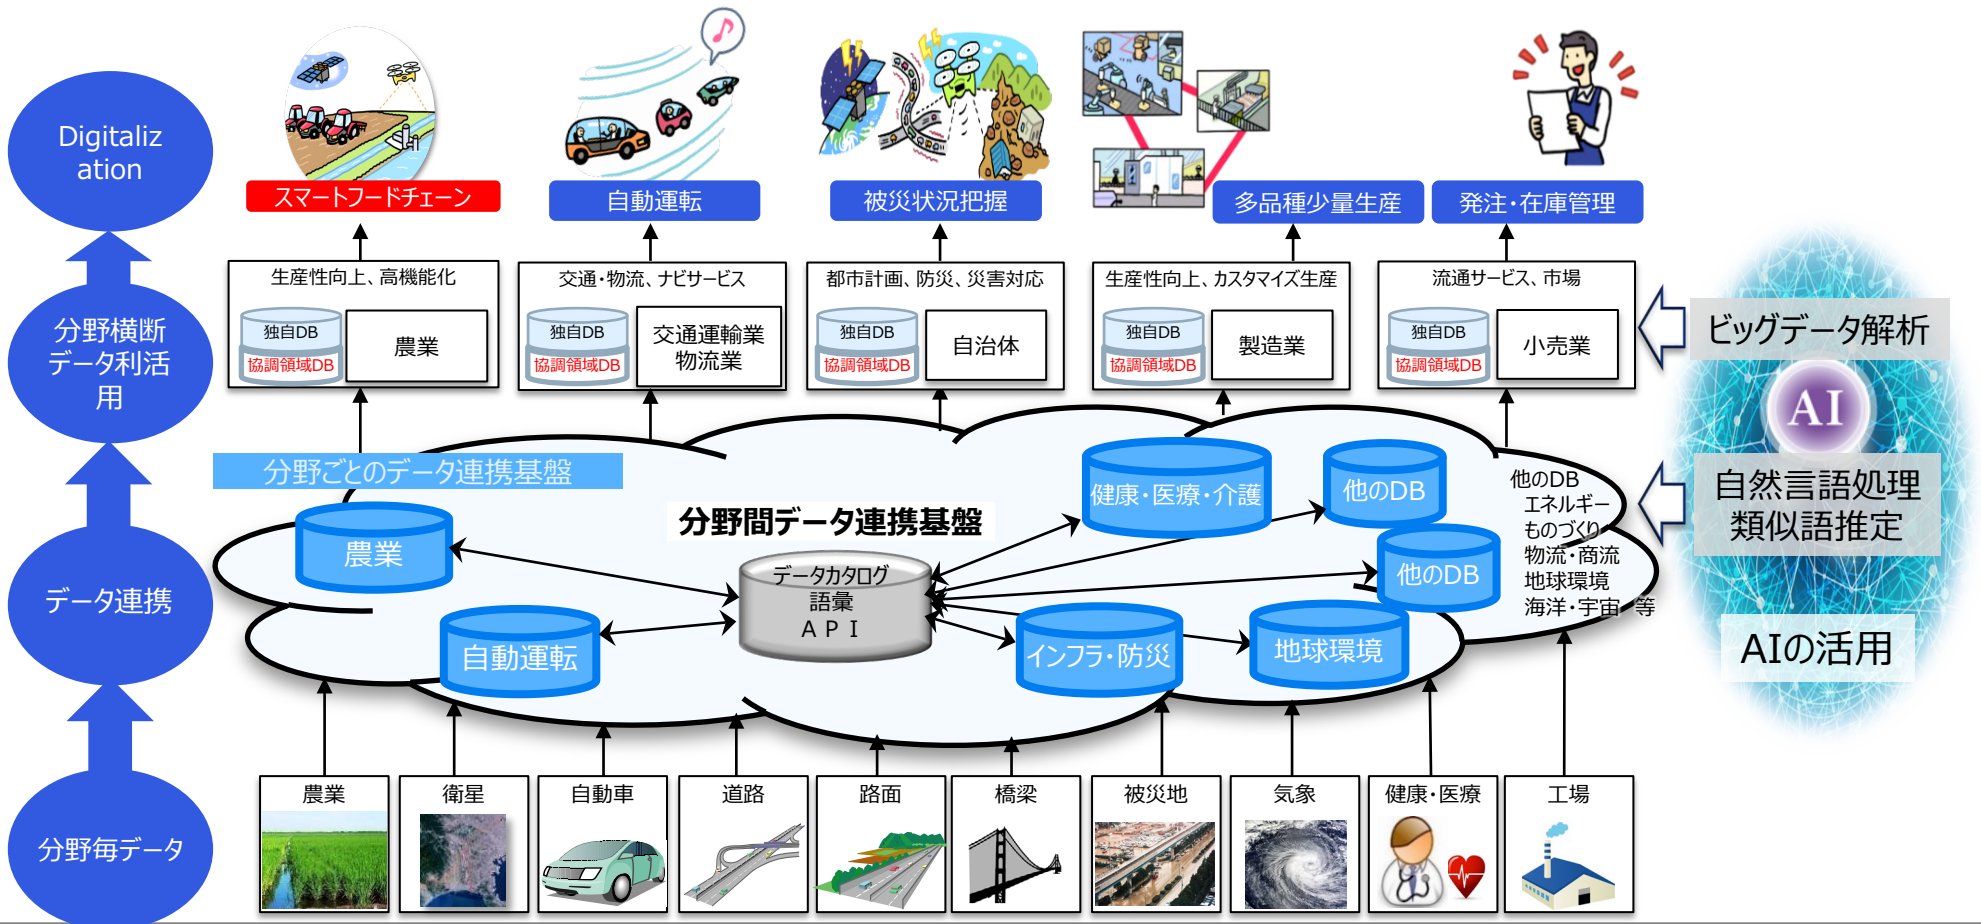 Digitaliz
ation
スマートフードチェーン
自動運転
被災状況把握
多品種少量生産
発注・在庫管理
分野横断
データ利活
用
生産性向上、高機能化
独自DB
協調領域DB
農業
交通・物流、ナビサービス
独自DB
協調領域DB
交通運輸業
物流業
都市計画、防災、災害対応
独自DB
協調領域DB
自治体
生産性向上、カスタマイズ生産
独自DB
協調領域DB
製造業
流通サービス、市場
独自DB
協調領域DB
小売業
ビッグデータ解析
AI
自然言語処理
類似語推定
AIの活用
データ連携
分野ごとのデータ連携基盤
分野間データ連携基盤
農業
自動運転
データカタログ
語彙
ＡＰＩ
健康・医療・介護
他のDB
他のDB
インフラ・防災
地球環境
他のDB
エネルギー
ものづくり
物流・商流
地球環境
海洋・宇宙 等
分野毎データ
農業
衛星
自動車
道路
路面
橋梁
被災地
気象
健康・医療
工場